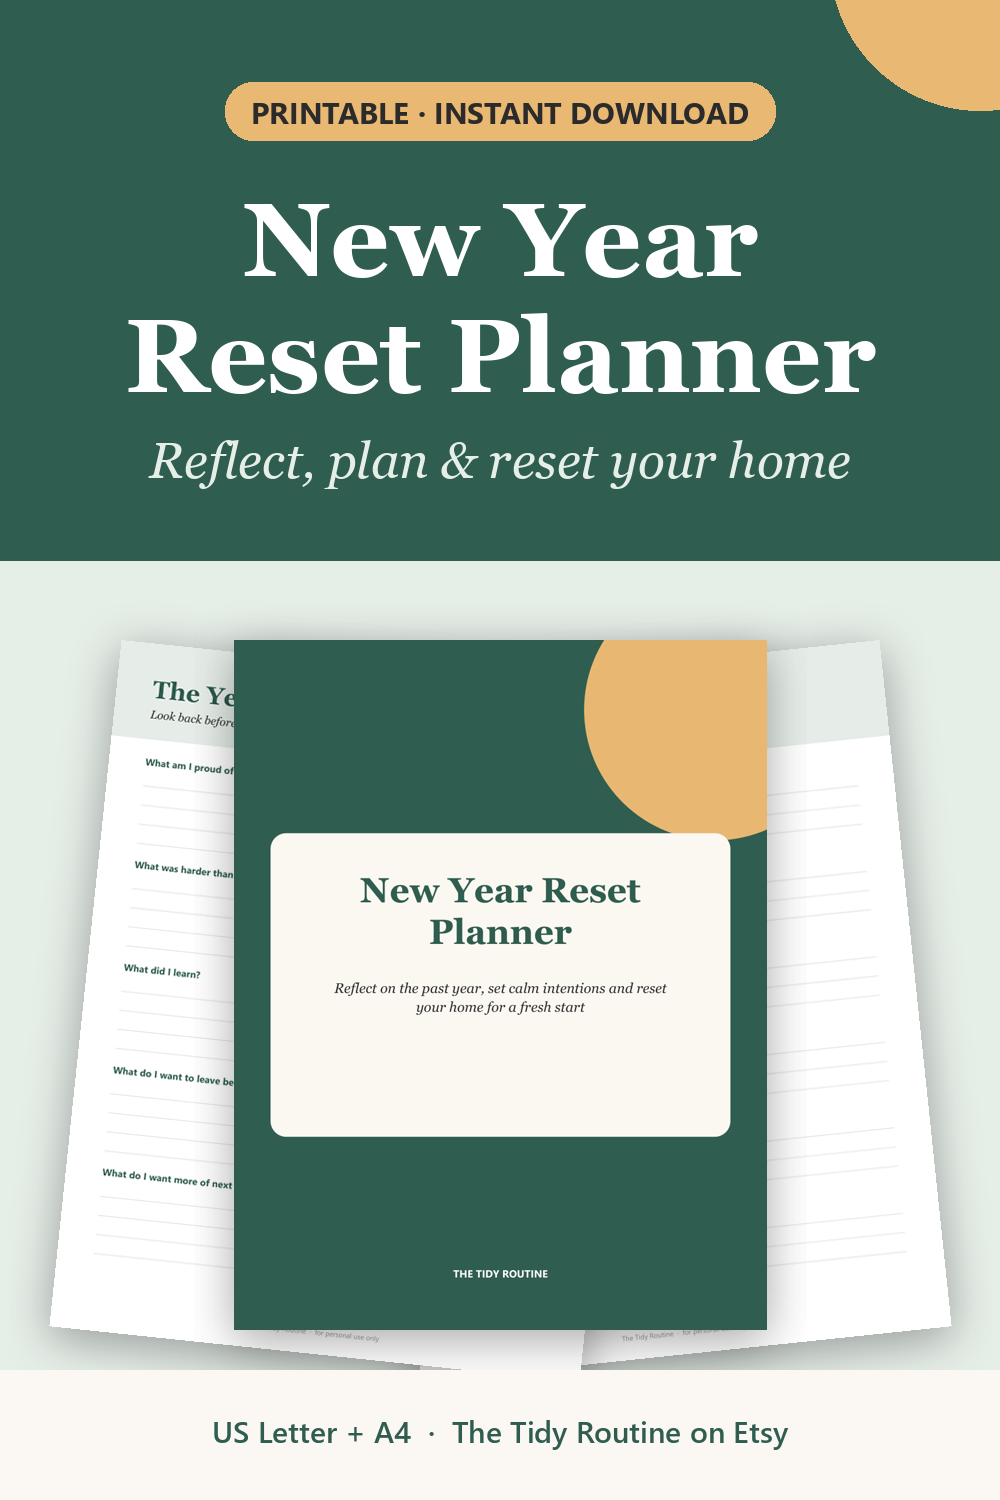 PRINTABLE · INSTANT DOWNLOAD
New Year
Reset Planner
Reflect, plan & reset your home
The Ye
Look back before
What am I proud of
What was harder than
What did I learn?
What do I want to leave be
What do I want more of next
New Year Reset
Planner
Reflect on the past year, set calm intentions and reset
your home for a fresh start
THE TIDY ROUTINE
Routine · for personal use only
The Tidy Routine · for personal
US Letter + A4 · The Tidy Routine on Etsy